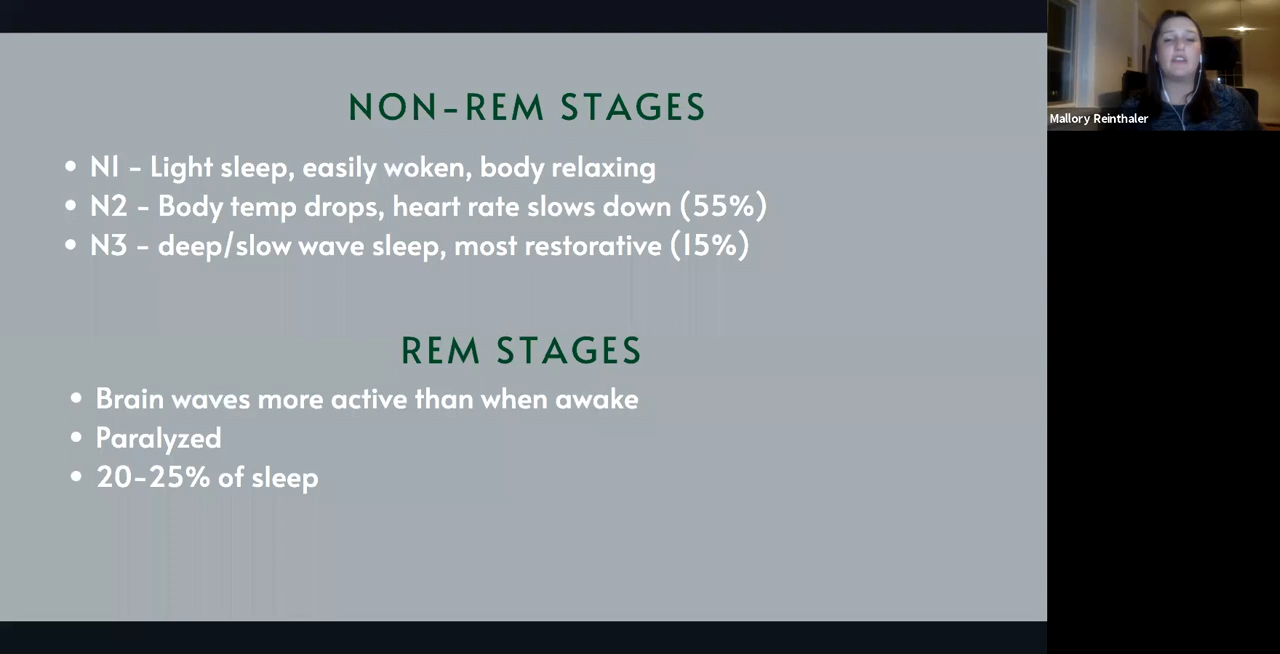 NON-REM STAGES
• N1 - Light sleep, easily woken, body relaxing
• N2 - Body temp drops, heart rate slows down (55%)
• N3 - deep/slow wave sleep, most restorative (15%)
REM STAGES
• Brain waves more active than when awake
• Paralyzed
• 20-25% of sleep
Mallory Reinthaler